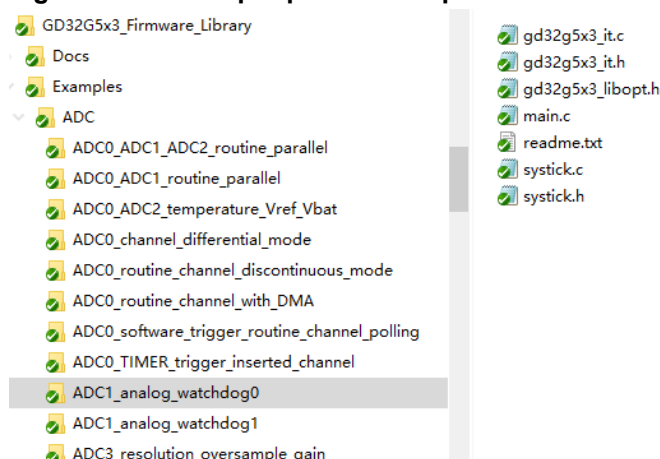 GD32G5x3_Firmware_Library
Docs
Examples
ADC
ADC0_ADC1_ADC2_routine_parallel
ADC0_ADC1_routine_parallel
ADC0_ADC2_temperature_Vref_Vbat
ADC0_channel_differential_mode
ADC0_routine_channel_discontinuous_mode
ADC0_routine_channel_with_DMA
ADC0_software_trigger_routine_channel_polling
ADC0_TIMER_trigger_inserted_channel
ADC1_analog_watchdog0
ADC1_analog_watchdog1
ADC3_resolution_oversample_gain
gd32g5x3_it.c
gd32g5x3_it.h
gd32g5x3_libopt.h
main.c
readme.txt
systick.c
systick.h